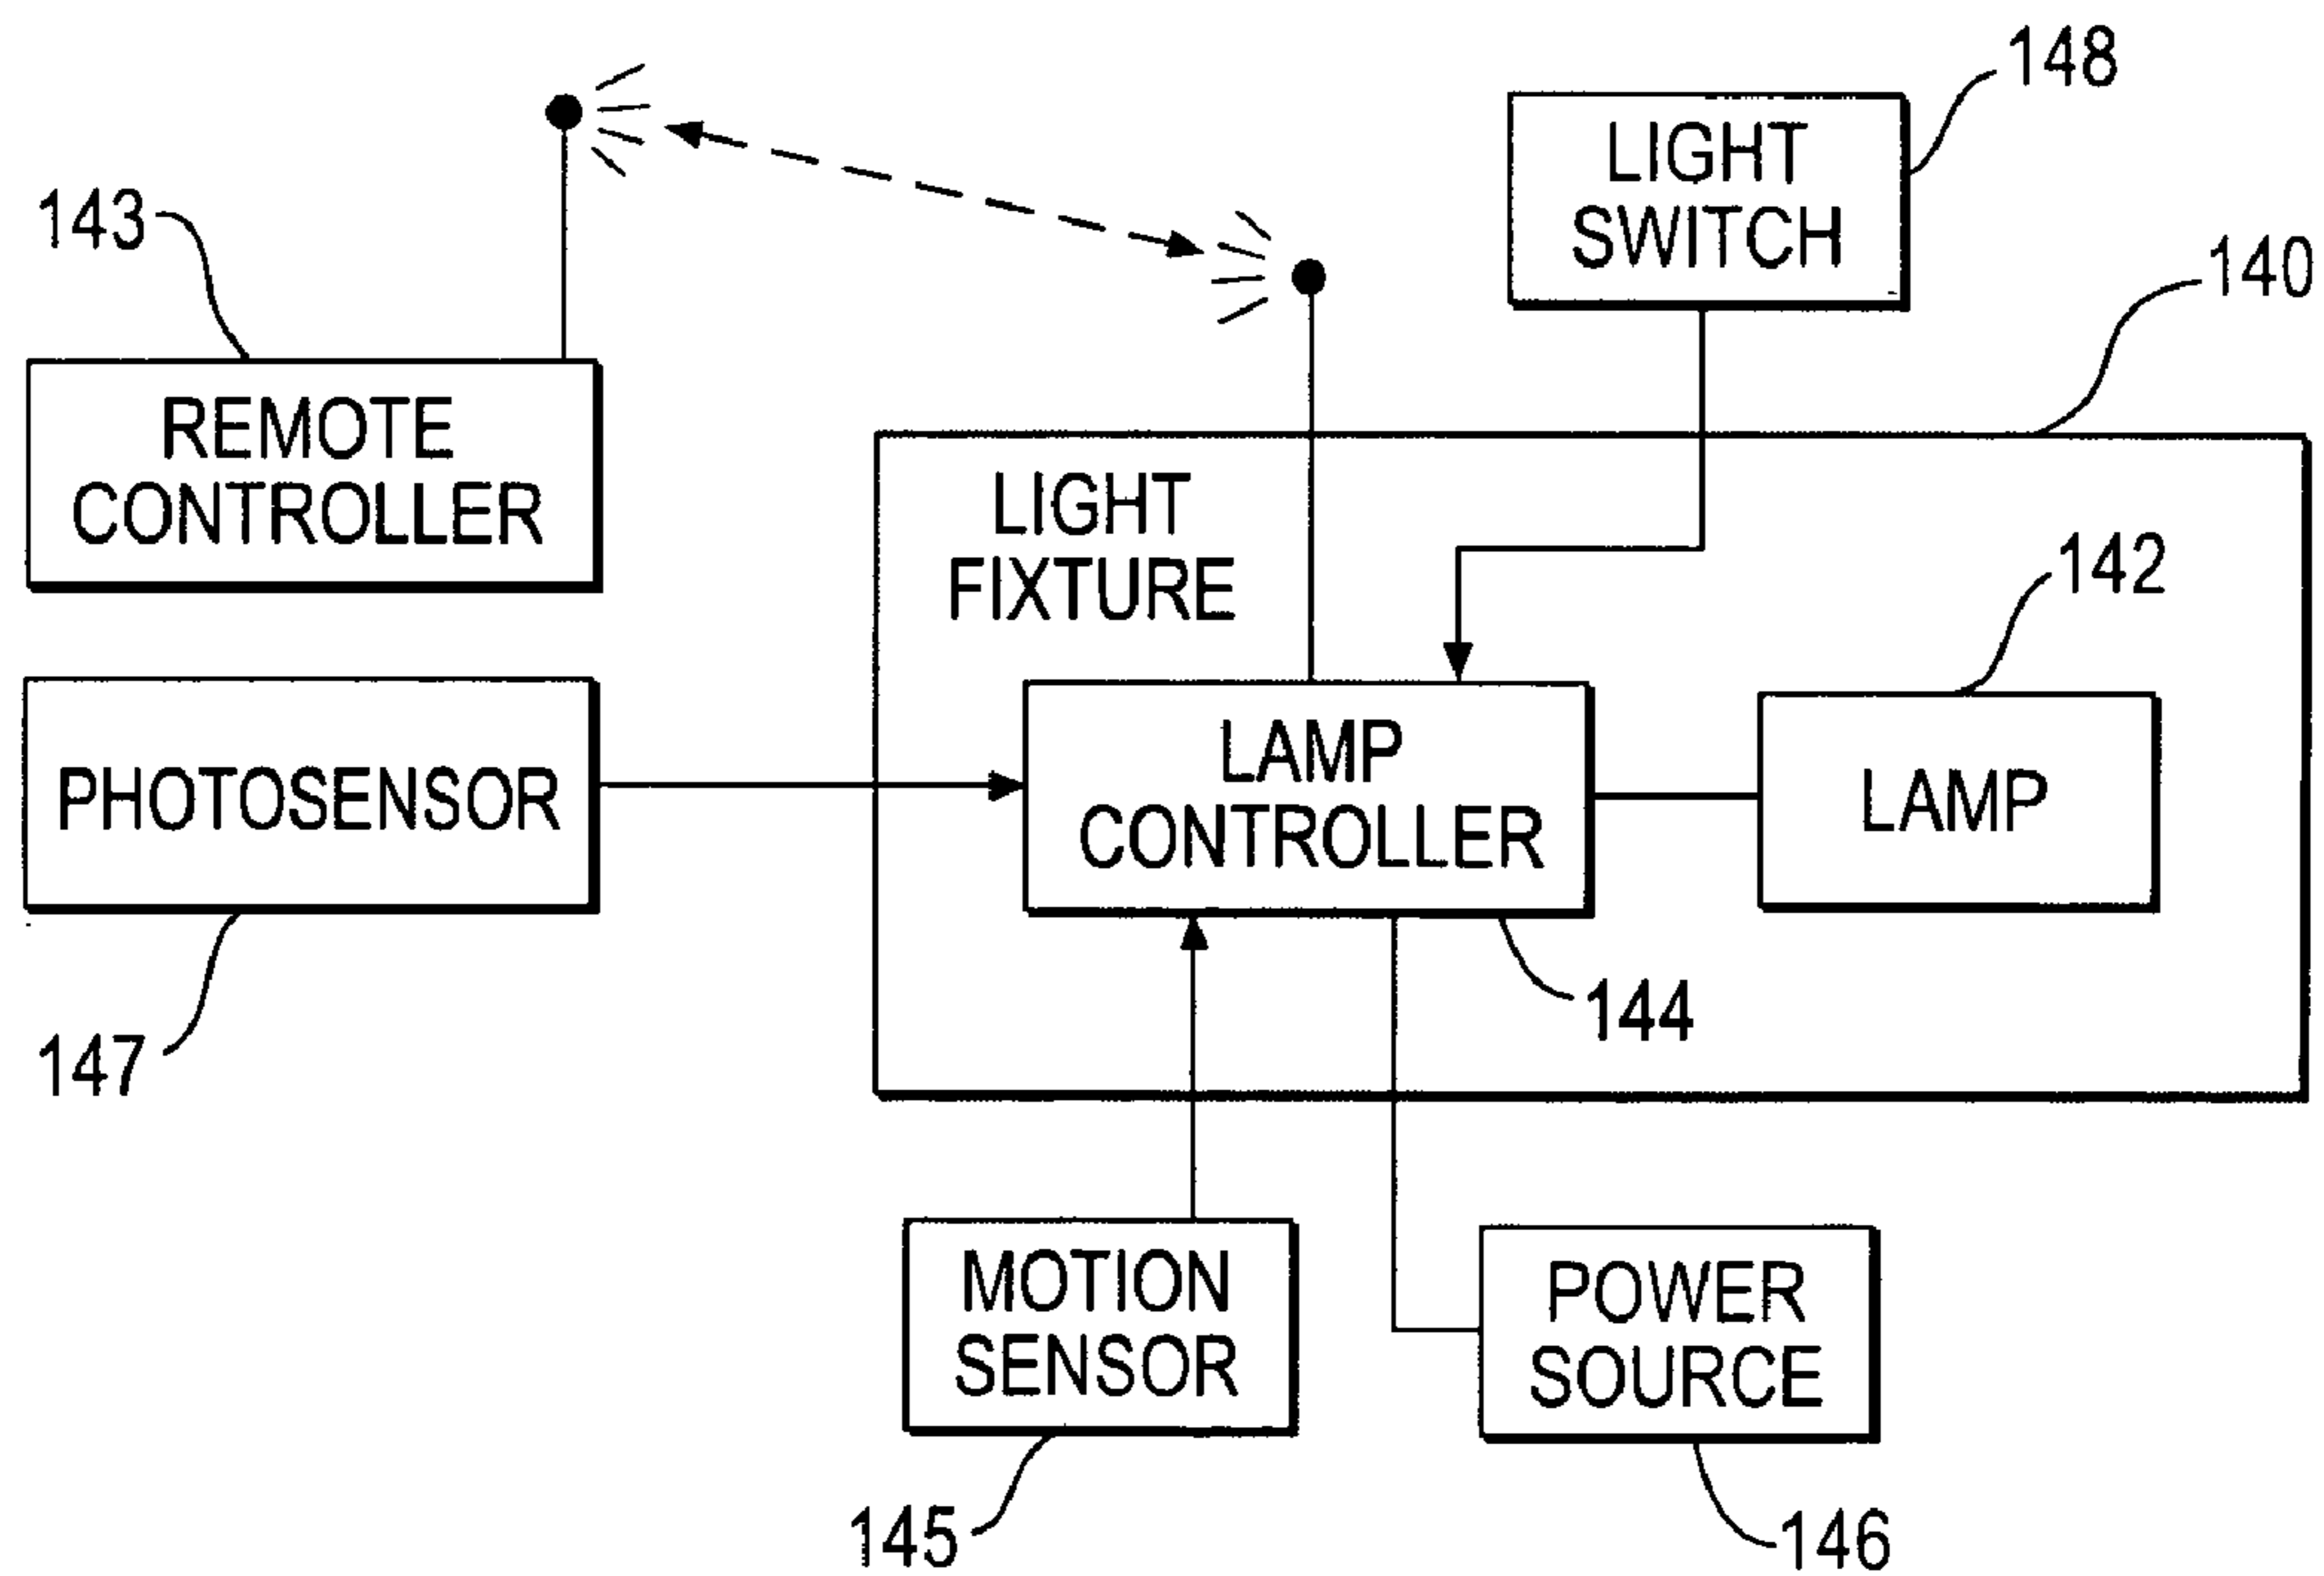 148
LIGHT
SWITCH
143
140
REMOTE
CONTROLLER
LIGHT
FIXTURE
142
PHOTOSENSOR
LAMP
CONTROLLER
LAMP
144
147
MOTION
SENSOR
POWER
SOURCE
145
146